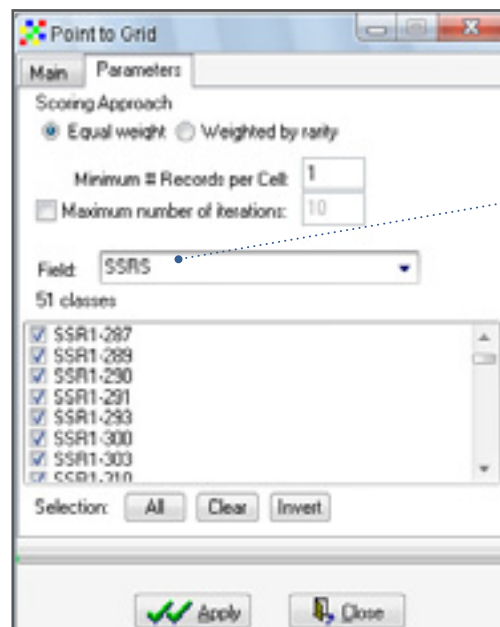 Point to Grid
Main Parameters
Scoring Approach
Equal weight Weighted by rarity
Minimum # Records per Cell: 1
Maximum number of iterations: 10
Field: SSRS
51 classes
SSR1-287
SSR1-289
SSR1-290
SSR1-291
SSR1-293
SSR1-300
SSR1-303
SSR1-310
Selection: All Clear Invert
Apply Close